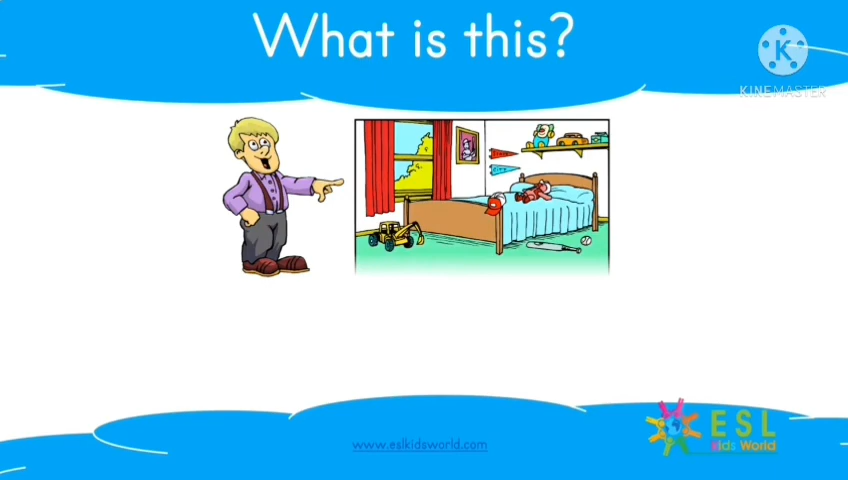 What is this?
K
KINEMASTER
www.eslkidsworld.com
ESL
Kids World